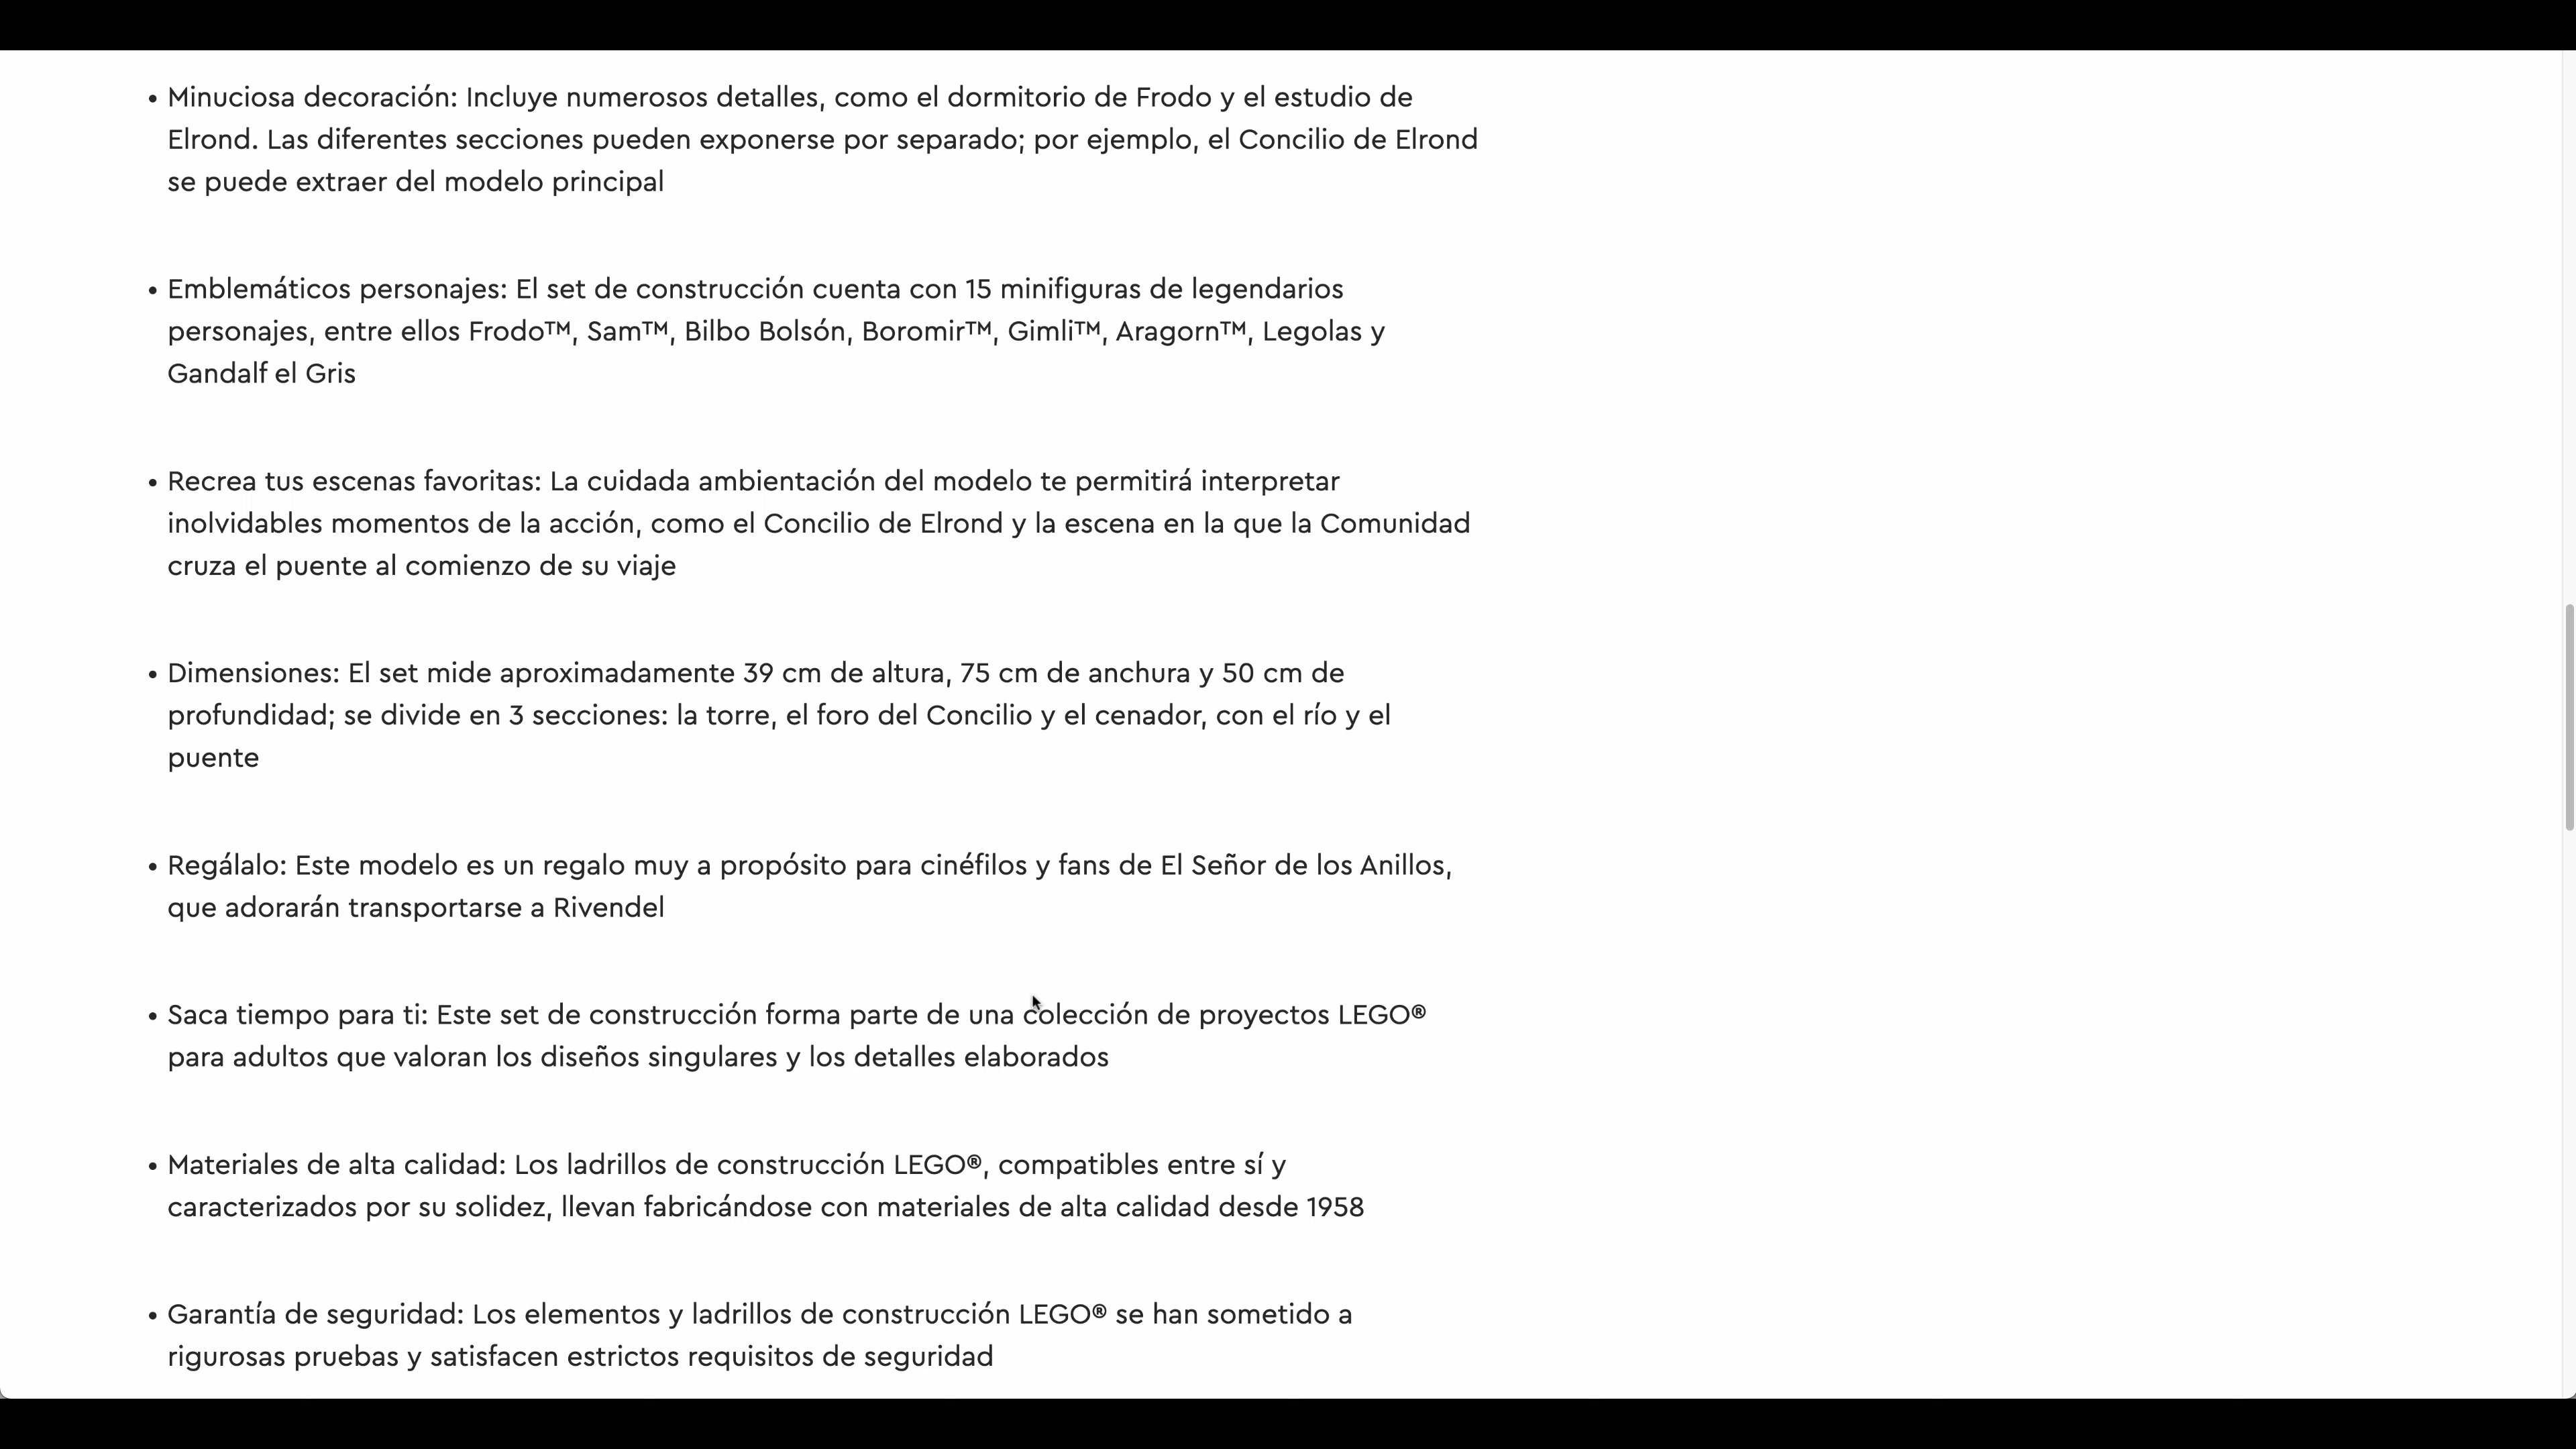 • Minuciosa decoración: Incluye numerosos detalles, como el dormitorio de Frodo y el estudio de
Elrond. Las diferentes secciones pueden exponerse por separado; por ejemplo, el Concilio de Elrond
se puede extraer del modelo principal
• Emblemáticos personajes: El set de construcción cuenta con 15 minifiguras de legendarios
personajes, entre ellos Frodo™, Sam™, Bilbo Bolsón, Boromir™, Gimli™, Aragorn™, Legolas y
Gandalf el Gris
• Recrea tus escenas favoritas: La cuidada ambientación del modelo te permitirá interpretar
inolvidables momentos de la acción, como el Concilio de Elrond y la escena en la que la Comunidad
cruza el puente al comienzo de su viaje
• Dimensiones: El set mide aproximadamente 39 cm de altura, 75 cm de anchura y 50 cm de
profundidad; se divide en 3 secciones: la torre, el foro del Concilio y el cenador, con el río y el
puente
• Regálalo: Este modelo es un regalo muy a propósito para cinéfilos y fans de El Señor de los Anillos,
que adorarán transportarse a Rivendel
• Saca tiempo para ti: Este set de construcción forma parte de una colección de proyectos LEGO®
para adultos que valoran los diseños singulares y los detalles elaborados
• Materiales de alta calidad: Los ladrillos de construcción LEGO®, compatibles entre sí y
caracterizados por su solidez, llevan fabricándose con materiales de alta calidad desde 1958
• Garantía de seguridad: Los elementos y ladrillos de construcción LEGO® se han sometido a
rigurosas pruebas y satisfacen estrictos requisitos de seguridad